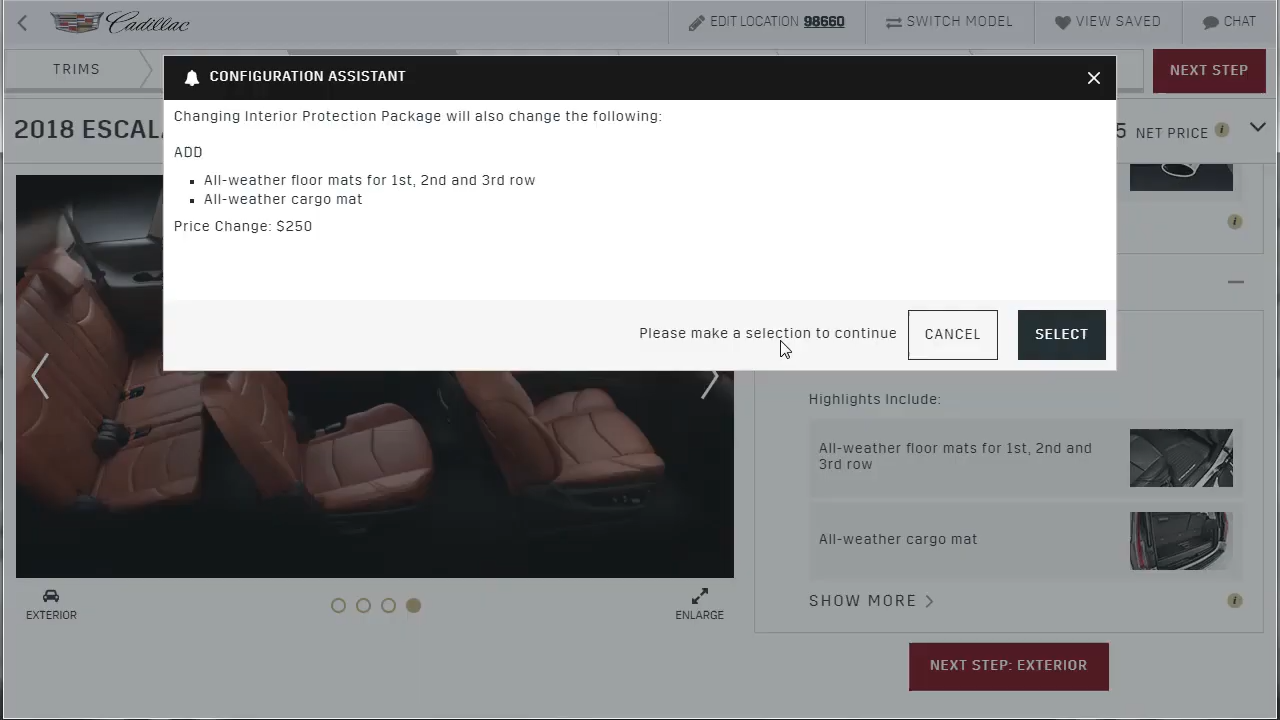 Cadillac
EDIT LOCATION 98660
SWITCH MODEL
VIEW SAVED
CHAT
TRIMS
NEXT STEP
CONFIGURATION ASSISTANT
2018 ESCAL
5 NET PRICE
Changing Interior Protection Package will also change the following:
ADD
All-weather floor mats for 1st, 2nd and 3rd row
All-weather cargo mat
Price Change: $250
Please make a selection to continue
CANCEL
SELECT
Highlights Include:
All-weather floor mats for 1st, 2nd and
3rd row
All-weather cargo mat
SHOW MORE
EXTERIOR
ENLARGE
NEXT STEP: EXTERIOR